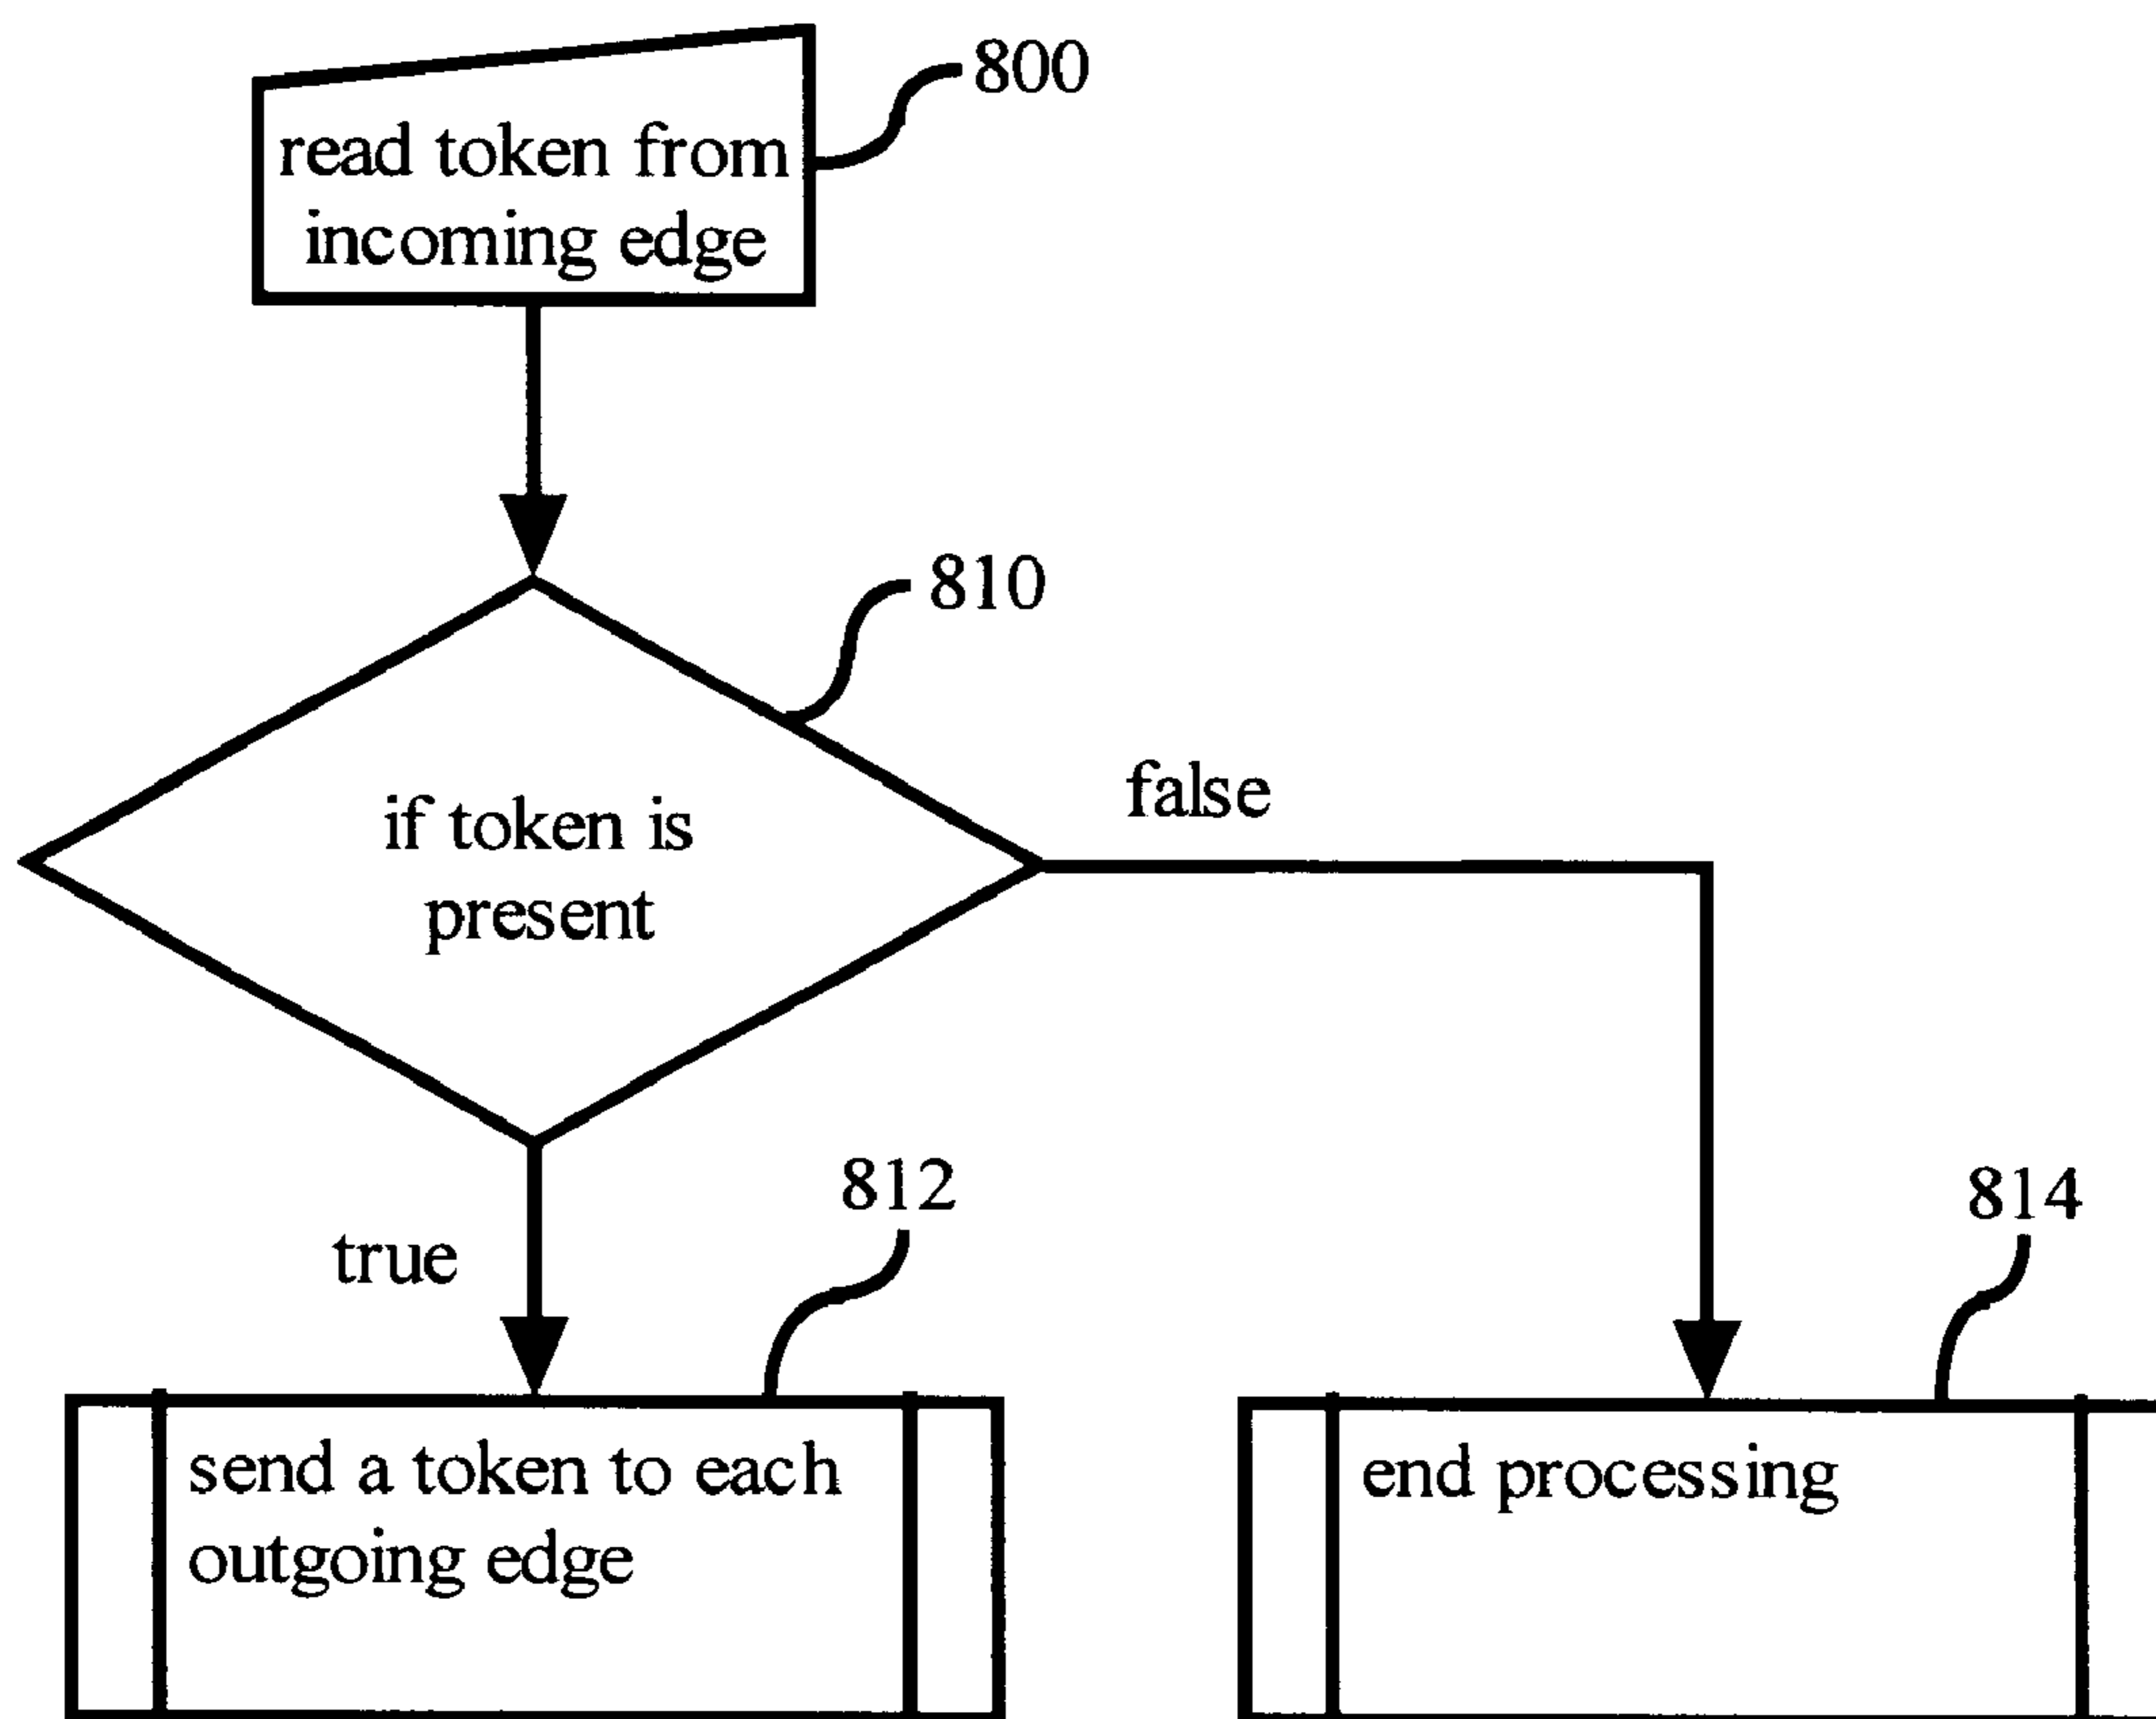 800
read token from
incoming edge
810
if token is
present
false
true
812
814
send a token to each
outgoing edge
end processing